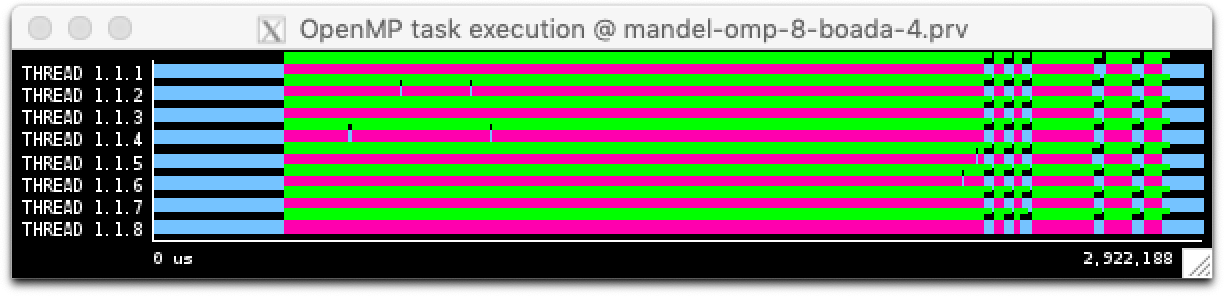 OpenMP task execution @ mandel-omp-8-boada-4.prv
THREAD 1.1.1
THREAD 1.1.2
THREAD 1.1.3
THREAD 1.1.4
THREAD 1.1.5
THREAD 1.1.6
THREAD 1.1.7
THREAD 1.1.8
0 us 2,922,188